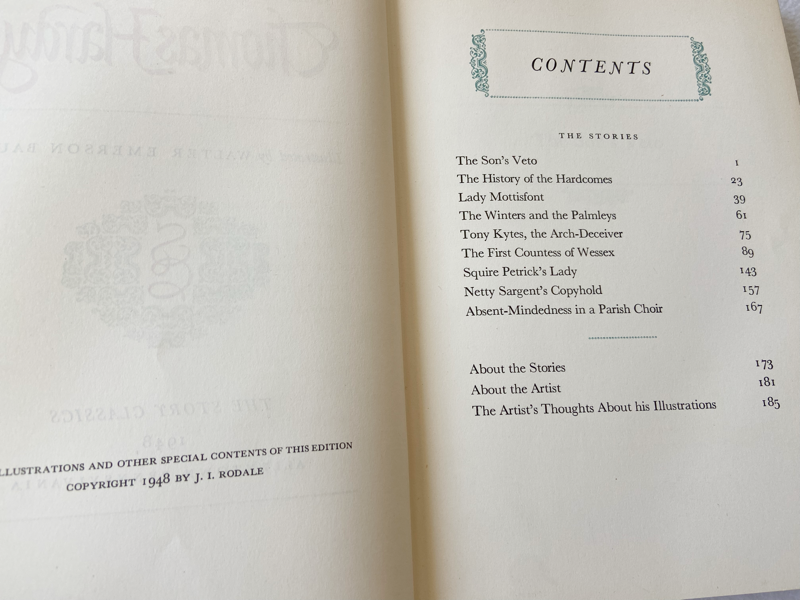 LLUSTRATIONS AND OTHER SPECIAL CONTENTS OF THIS EDITION
COPYRIGHT 1948 BY J. I. RODALE
CONTENTS
THE STORIES
The Son's Veto 1
The History of the Hardcomes 23
Lady Mottisfont 39
The Winters and the Palmleys 61
Tony Kytes, the Arch-Deceiver 75
The First Countess of Wessex 89
Squire Petrick's Lady 143
Netty Sargent's Copyhold 157
Absent-Mindedness in a Parish Choir 167
About the Stories 173
About the Artist 181
The Artist's Thoughts About his Illustrations 185